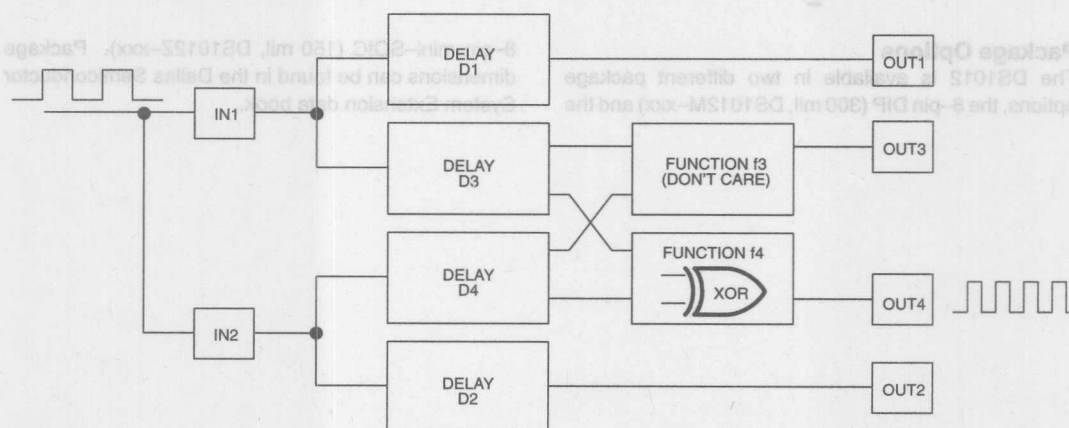 Package Options
The DS1012 is available in two different package
options, the 8–pin DIP (300 mil, DS1012M–xxx) and the
8–pin mini–SOIC (150 mil, DS1012Z–xxx). Package
dimensions can be found in the Dallas Semiconductor
System Extension data book.
DELAY
D1
OUT1
IN1
DELAY
D3
FUNCTION f3
(DON'T CARE)
OUT3
DELAY
D4
FUNCTION f4
XOR
OUT4
IN2
DELAY
D2
OUT2